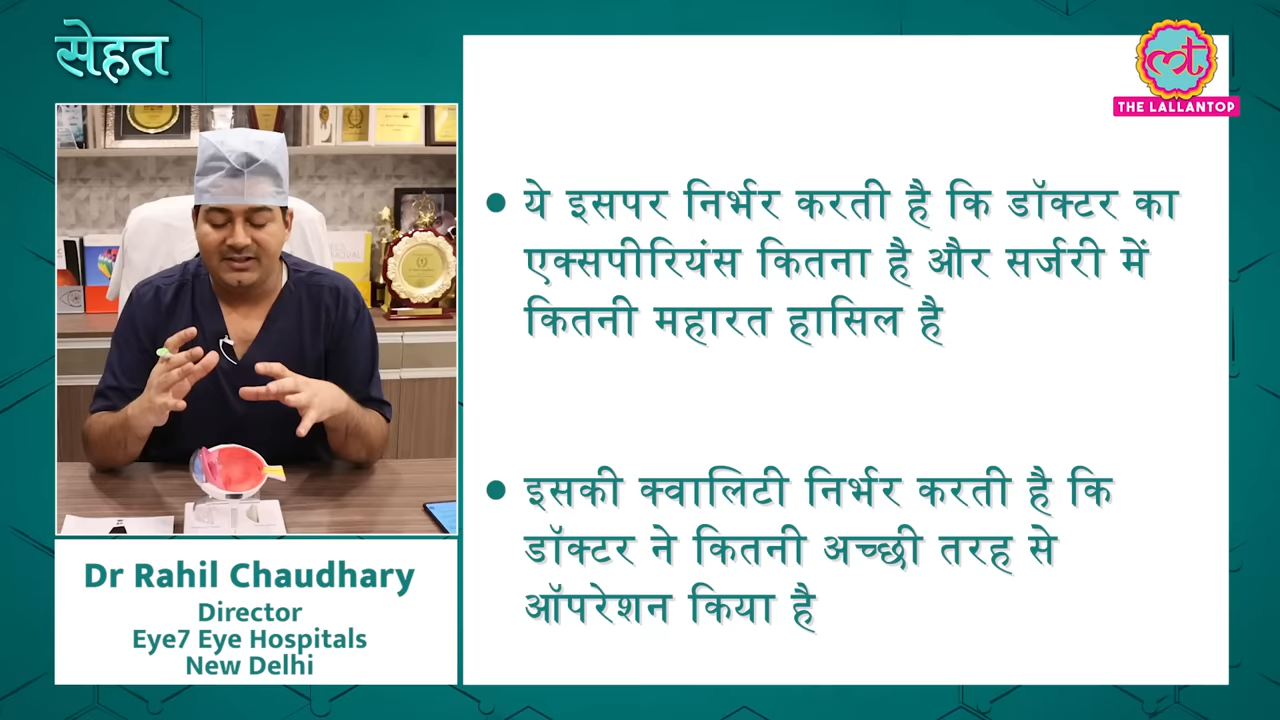 सेहत
THE LALLANTOP
ये इसपर निर्भर करती है कि डॉक्टर का
एक्सपीरियंस कितना है और सर्जरी में
कितनी महारत हासिल है
इसकी क्वालिटी निर्भर करती है कि
डॉक्टर ने कितनी अच्छी तरह से
ऑपरेशन किया है
Dr Rahil Chaudhary
Director
Eye7 Eye Hospitals
New Delhi